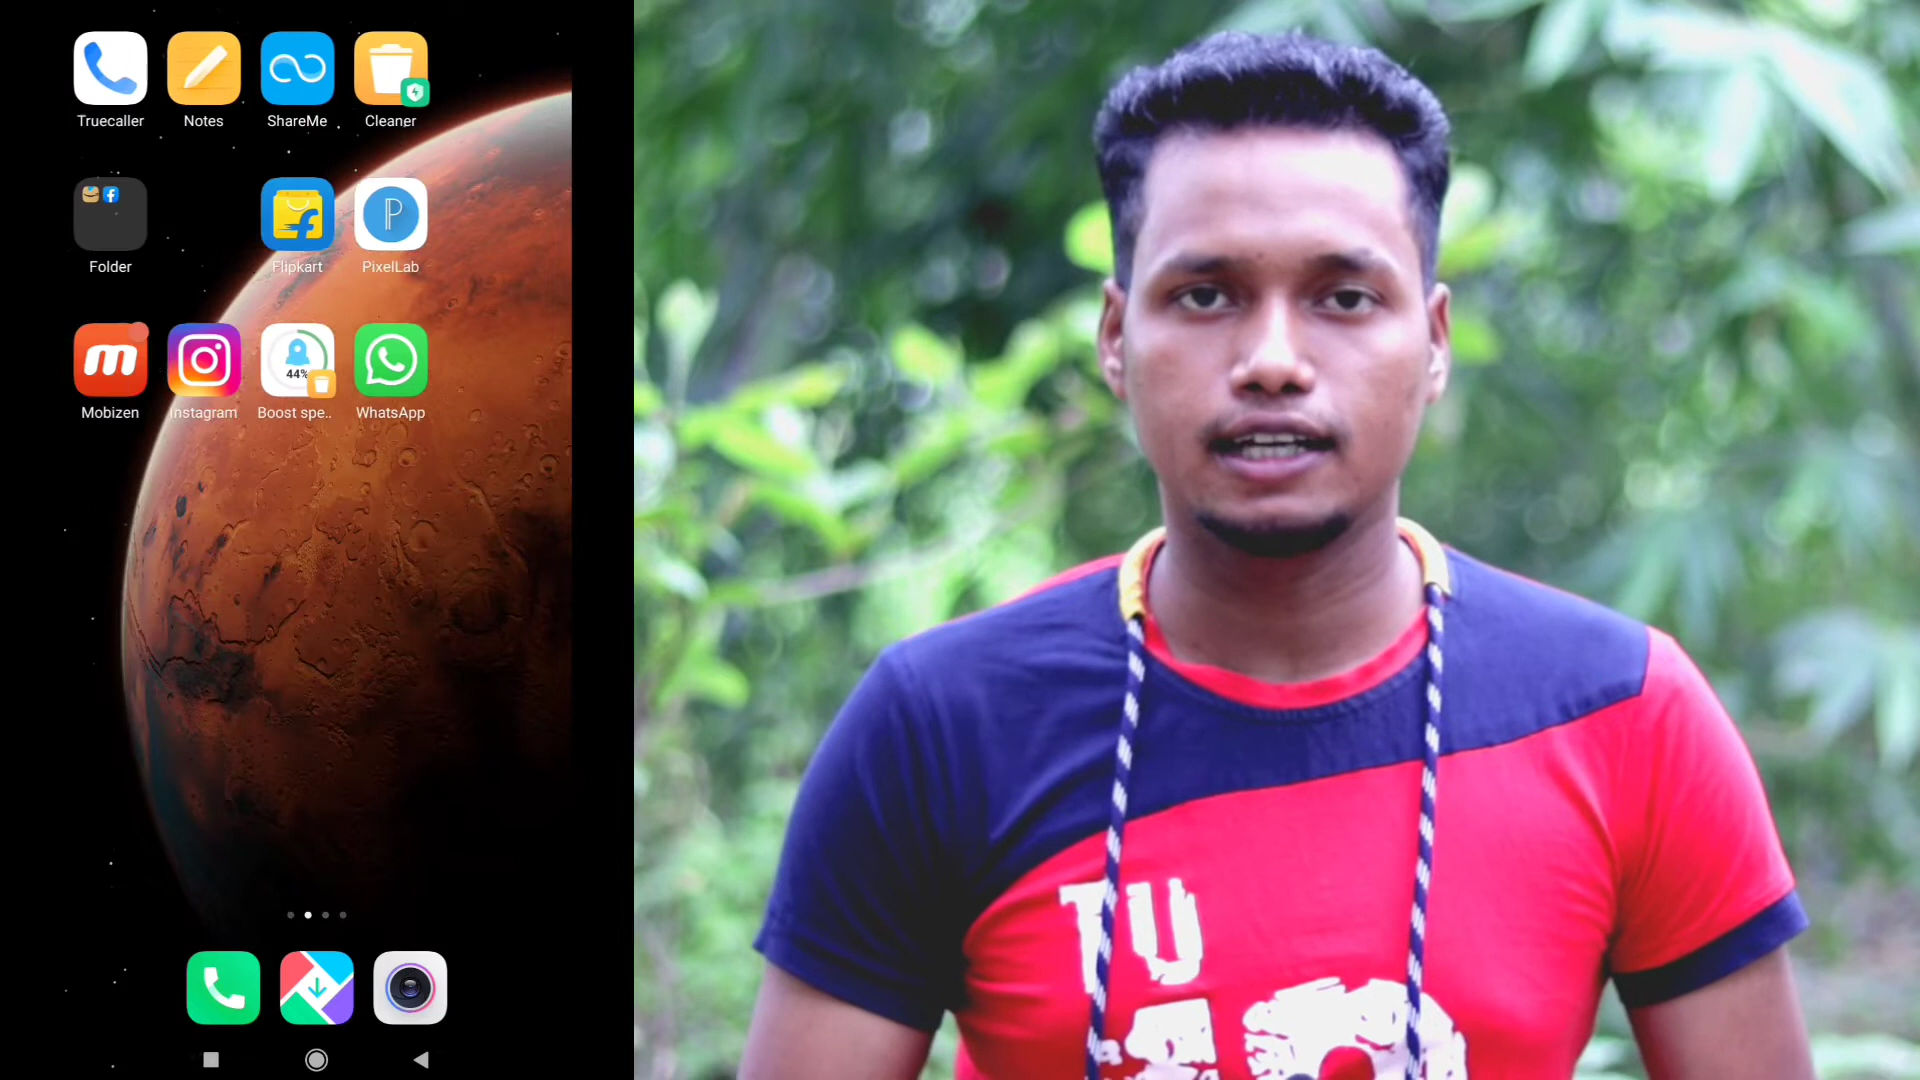 Truecaller Notes ShareMe Cleaner
Folder Flipkart PixelLab
44%
Mobizen Instagram Boost spe.. WhatsApp
TU